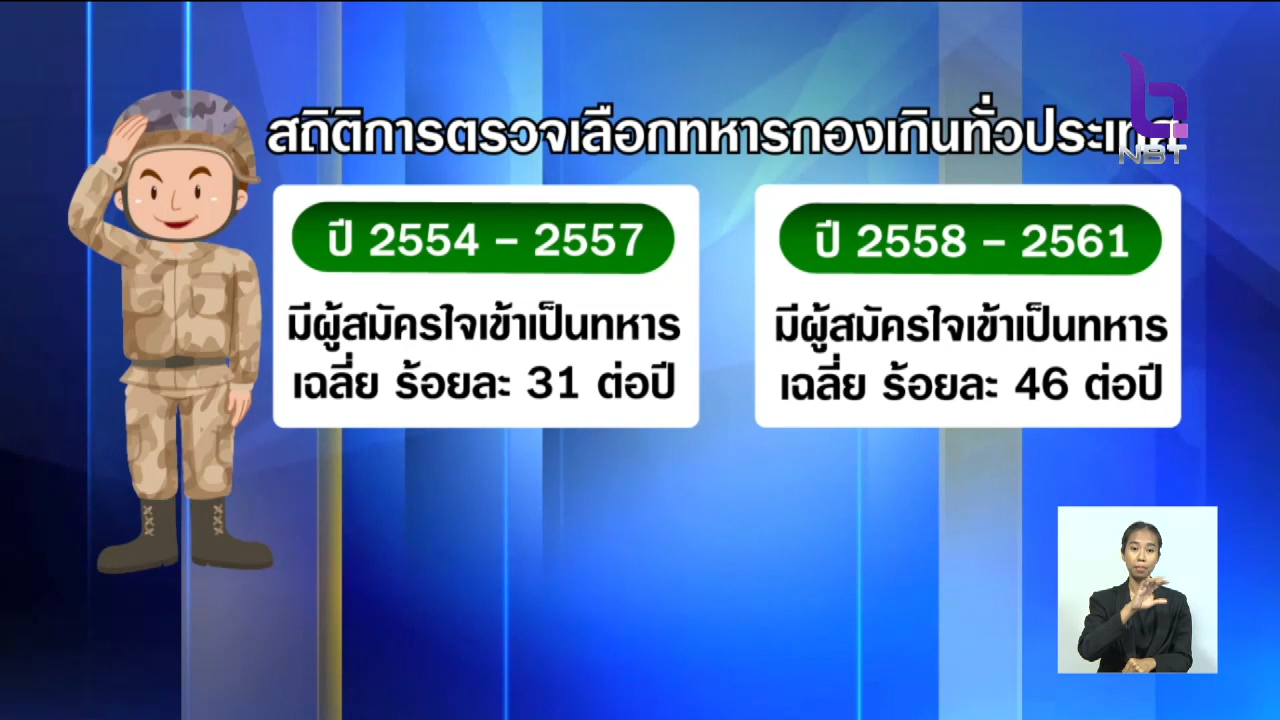 สถิติการตรวจเลือกทหารกองเกินทั่วประเทศ
NBT
ปี 2554 – 2557
มีผู้สมัครใจเข้าเป็นทหาร
เฉลี่ย ร้อยละ 31 ต่อปี
ปี 2558 – 2561
มีผู้สมัครใจเข้าเป็นทหาร
เฉลี่ย ร้อยละ 46 ต่อปี